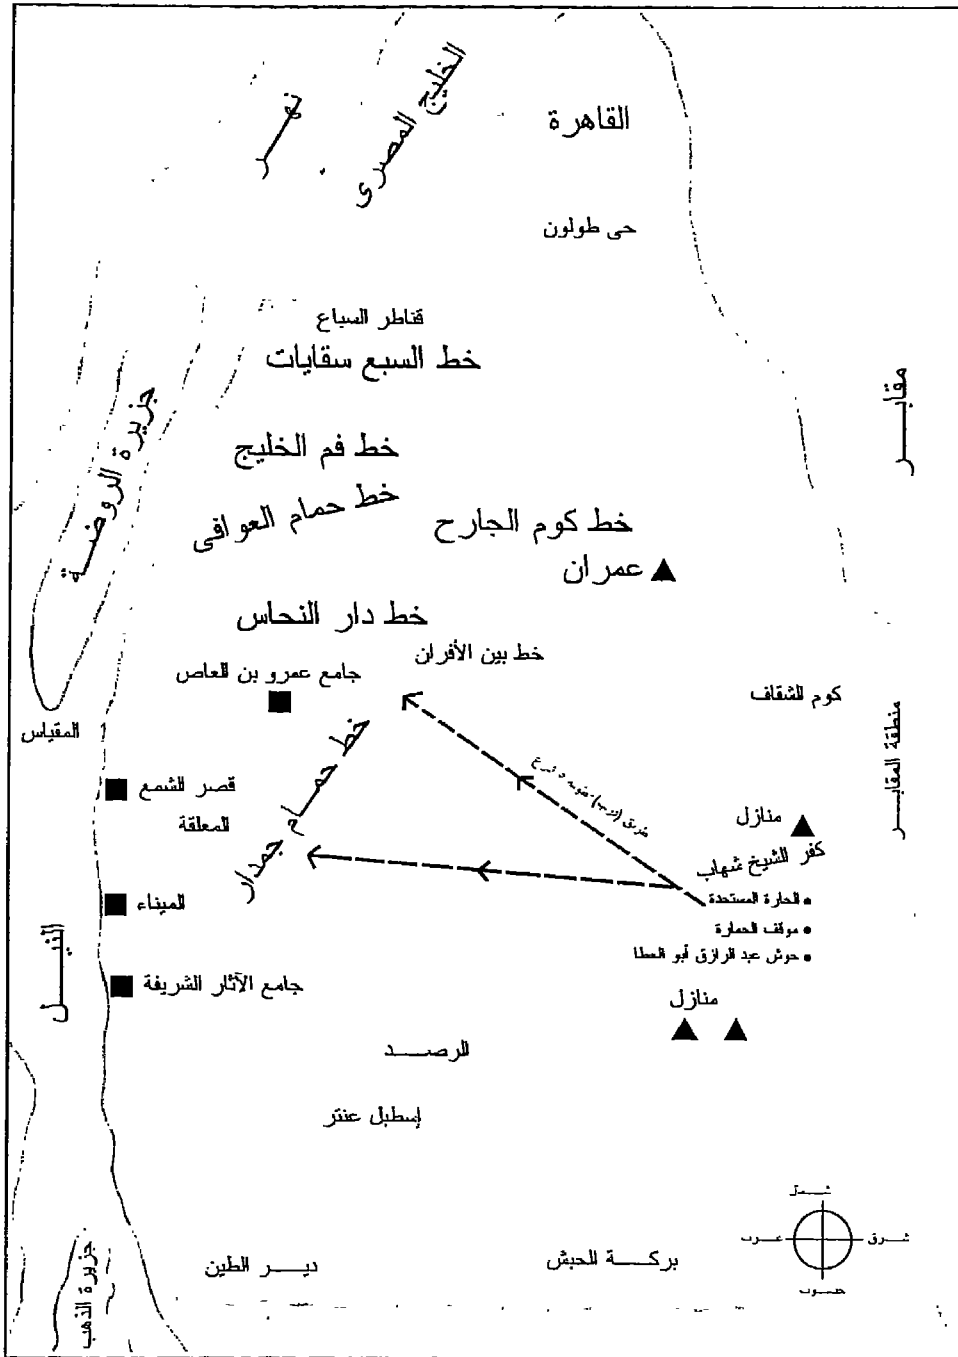 نهر
الخليج المصرى
القاهرة
حى طولون
قناطر السباع
خط السبع سقايات
مقابر
جزيرة الروضة
خط فم الخليج
خط حمام العوافى
خط كوم الجارح
عمران
خط دار النحاس
خط بين الأفران
جامع عمرو بن العاص
كوم الشقاف
منطقة المقابر
المقياس
خط حمام جمدار
قصر الشمع
المعلقة
منازل
كفر الشيخ شهاب
الحارة المستجدة
موقف الحمارة
حوش عبد الرازق أبو العطا
الميناء
النيل
جامع الآثار الشريفة
منازل
الرصد
إسطبل عنتر
شمال
شرق
غرب
جنوب
بركة الحبش
دير الطين
جزيرة الذهب